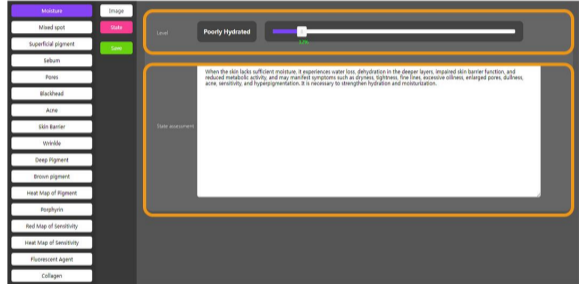 Moisture
Mixed spot
Superficial pigment
Sebum
Pores
Blackhead
Acne
Skin Barrier
Wrinkle
Deep Pigment
Brown pigment
Heat Map of Pigment
Porphyrin
Red Map of Sensitivity
Heat Map of Sensitivity
Fluorescent Agent
Collagen
Image
State
Save
Level
Poorly Hydrated
State assessment
When the skin lacks sufficient moisture, it experiences water loss, dehydration in the deeper layers, impaired skin barrier function, and
reduced metabolic activity, and may manifest symptoms such as dryness, tightness, fine lines, excessive oiliness, enlarged pores, dullness,
acne, sensitivity, and hyperpigmentation. It is necessary to strengthen hydration and moisturization.